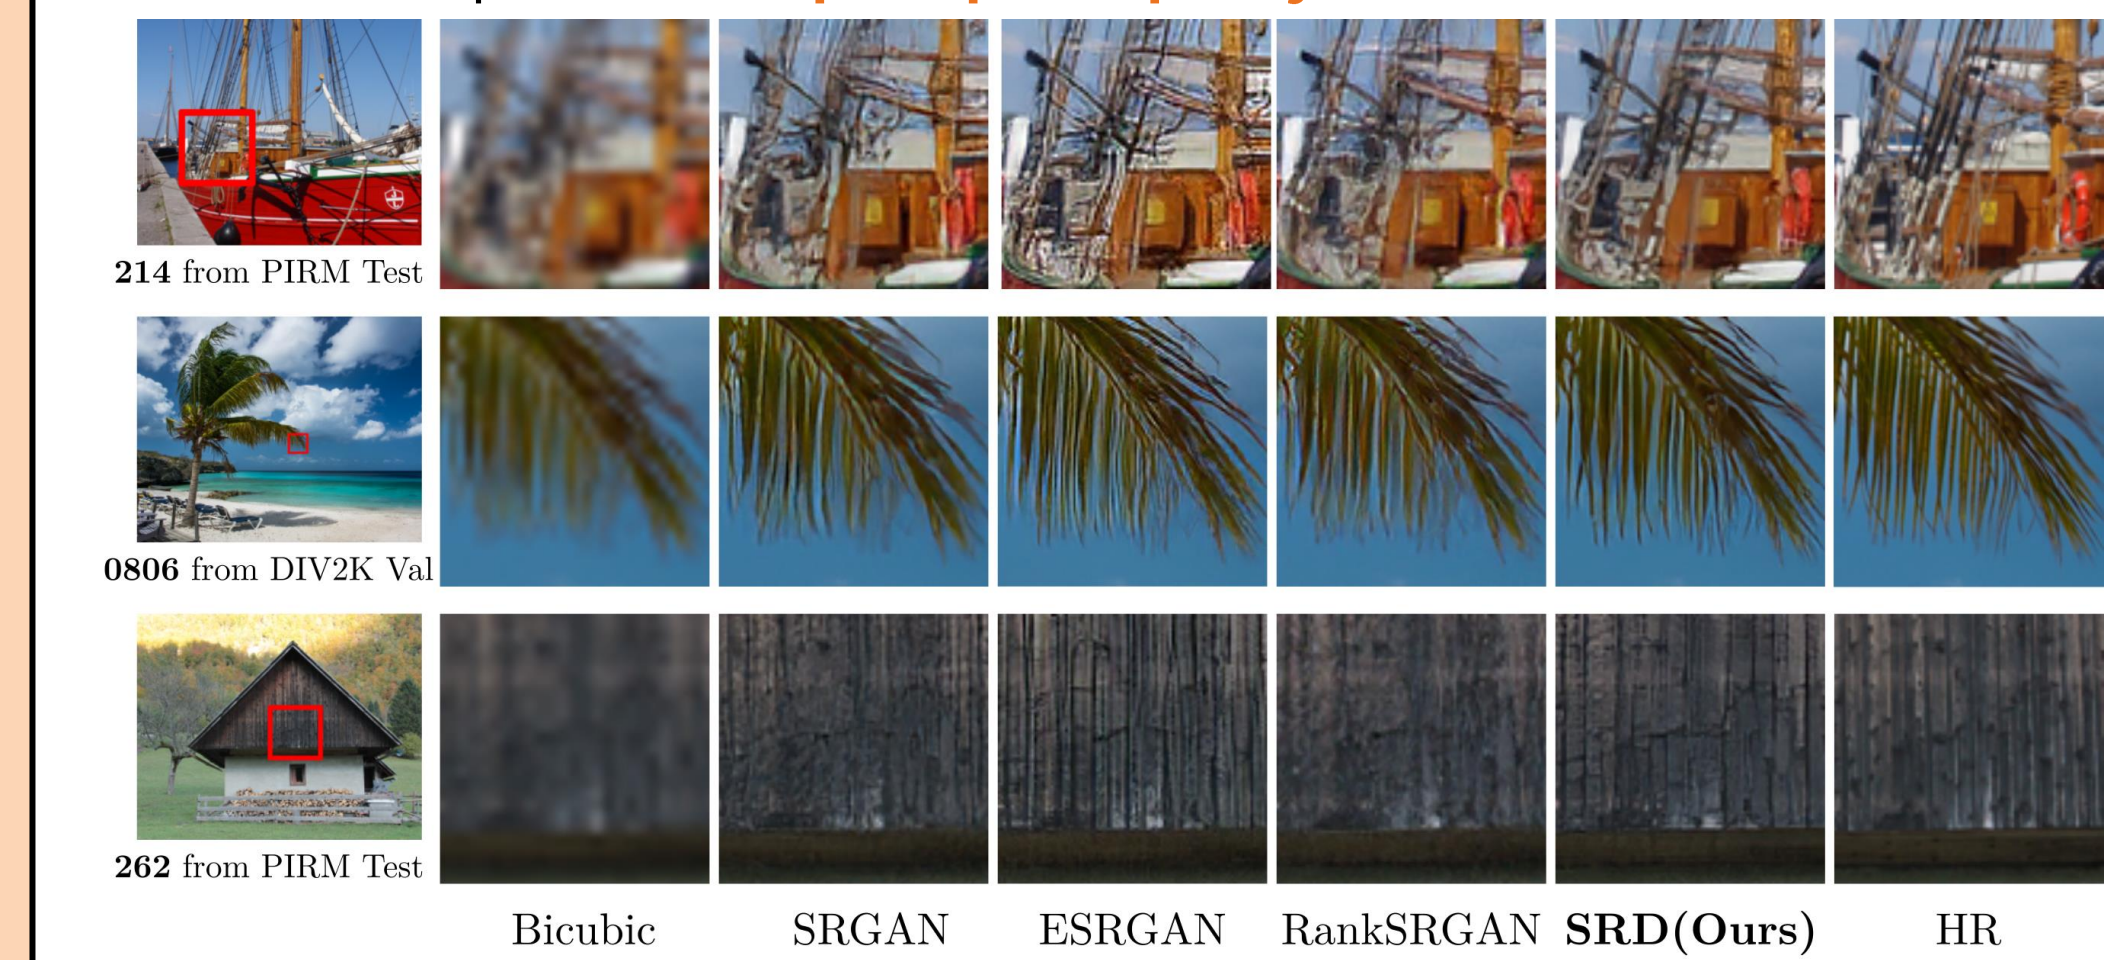 214 from PIRM Test
0806 from DIV2K Val
262 from PIRM Test
Bicubic SRGAN ESRGAN RankSRGAN SRD(Ours) HR